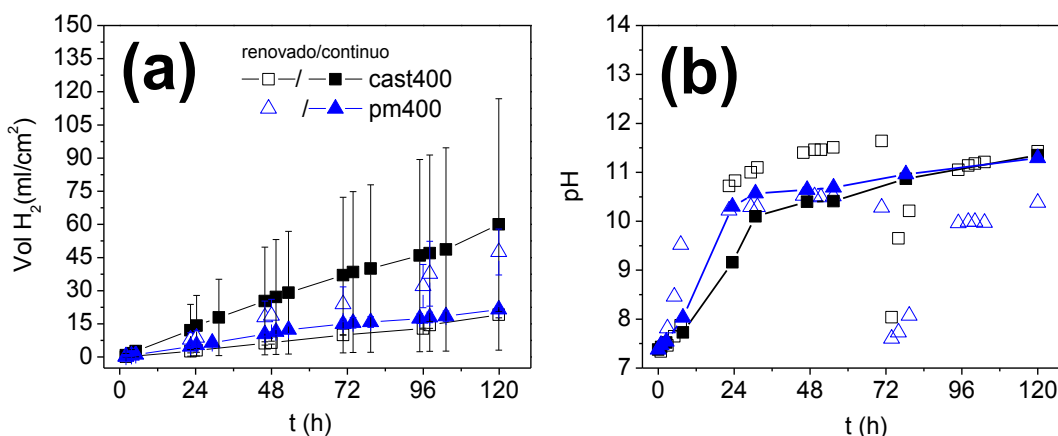 (a)
renovado/continuo
/ cast400
/ pm400
Vol H2(ml/cm2)
150
135
120
105
90
75
60
45
30
15
0
0 24 48 72 96 120
t (h)
(b)
pH
14
13
12
11
10
9
8
7
0 24 48 72 96 120
t (h)